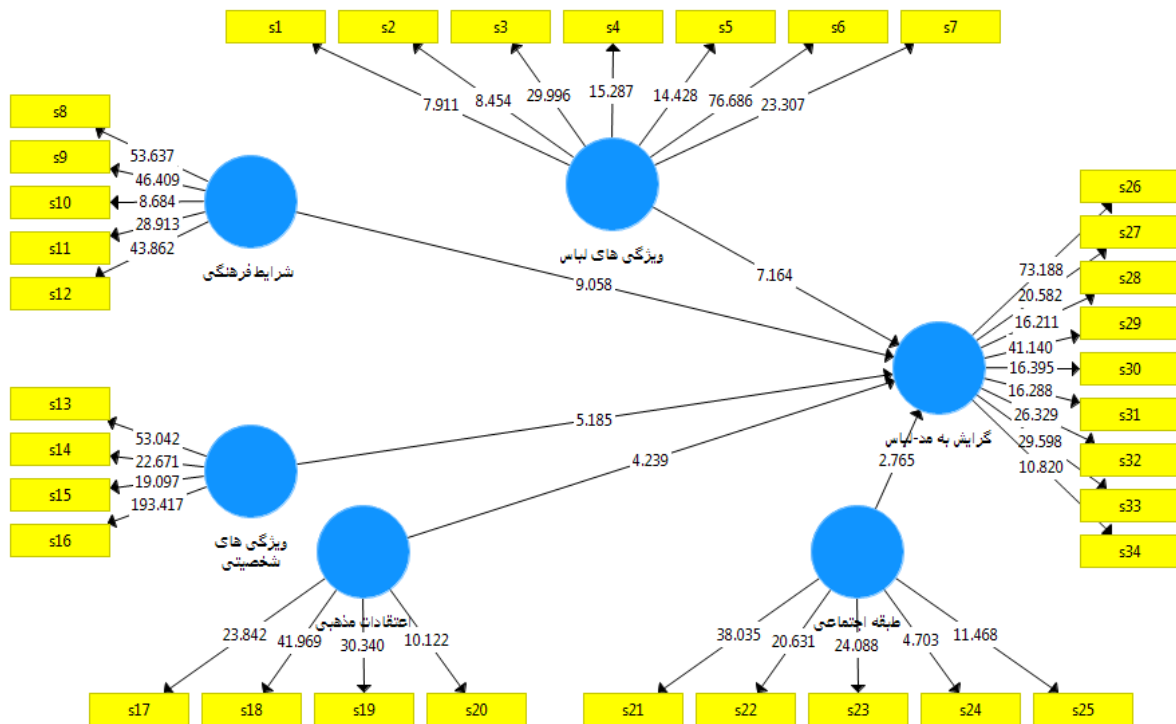 s1
s2
s3
s4
s5
s6
s7
7.911
8.454
29.996
15.287
14.428
76.686
23.307
ویژگی های لباس
s8
s9
s10
s11
s12
53.637
46.409
8.684
28.913
43.862
شرایط فرهنگی
9.058
7.164
s13
s14
s15
s16
53.042
22.671
19.097
193.417
ویژگی های
شخصیتی
5.185
4.239
2.765
گرایش به مد-لباس
s26
s27
s28
s29
s30
s31
s32
s33
s34
73.188
20.582
16.211
41.140
16.395
16.288
26.329
29.598
10.820
اعتقادات مذهبی
23.842
41.969
30.340
10.122
s17
s18
s19
s20
طبقه اجتماعی
38.035
20.631
24.088
4.703
11.468
s21
s22
s23
s24
s25